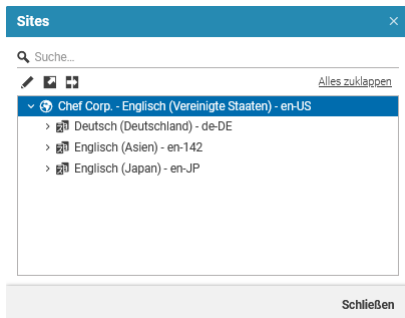 Sites
Suche...
Alles zuklappen
Chef Corp. - Englisch (Vereinigte Staaten) - en-US
Deutsch (Deutschland) - de-DE
Englisch (Asien) - en-142
Englisch (Japan) - en-JP
Schließen